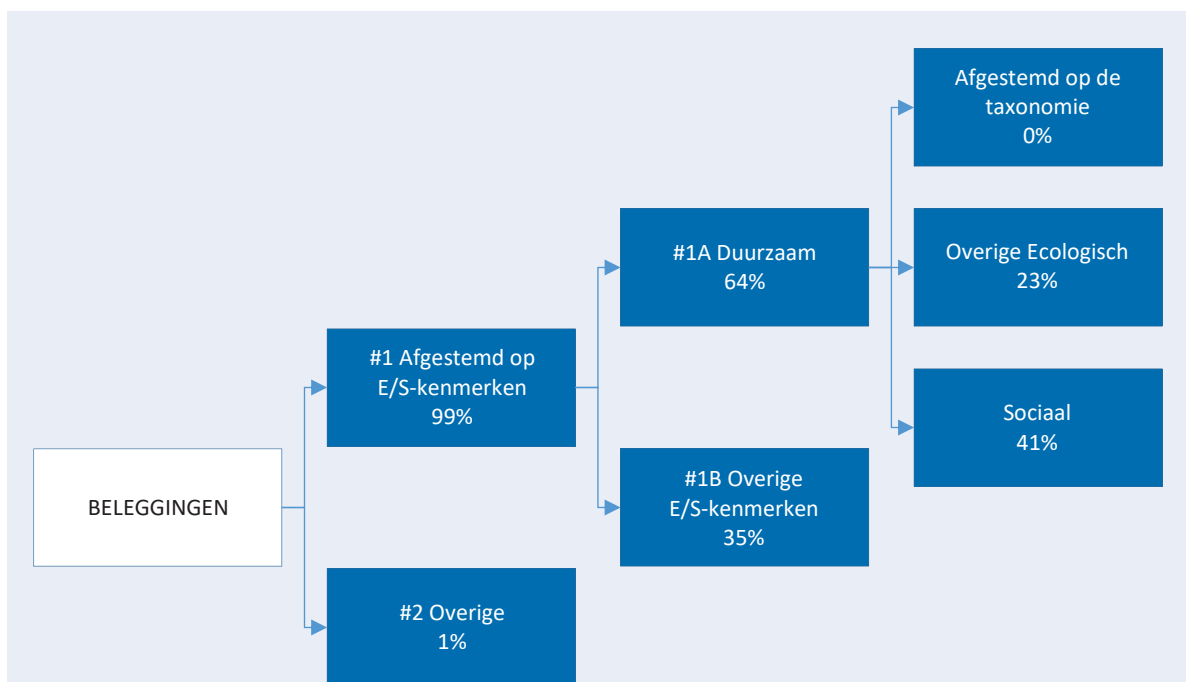 Afgestemd op de
taxonomie
0%
#1A Duurzaam
64%
Overige Ecologisch
23%
#1 Afgestemd op
E/S-kenmerken
99%
Sociaal
41%
BELEGGINGEN
#1B Overige
E/S-kenmerken
35%
#2 Overige
1%